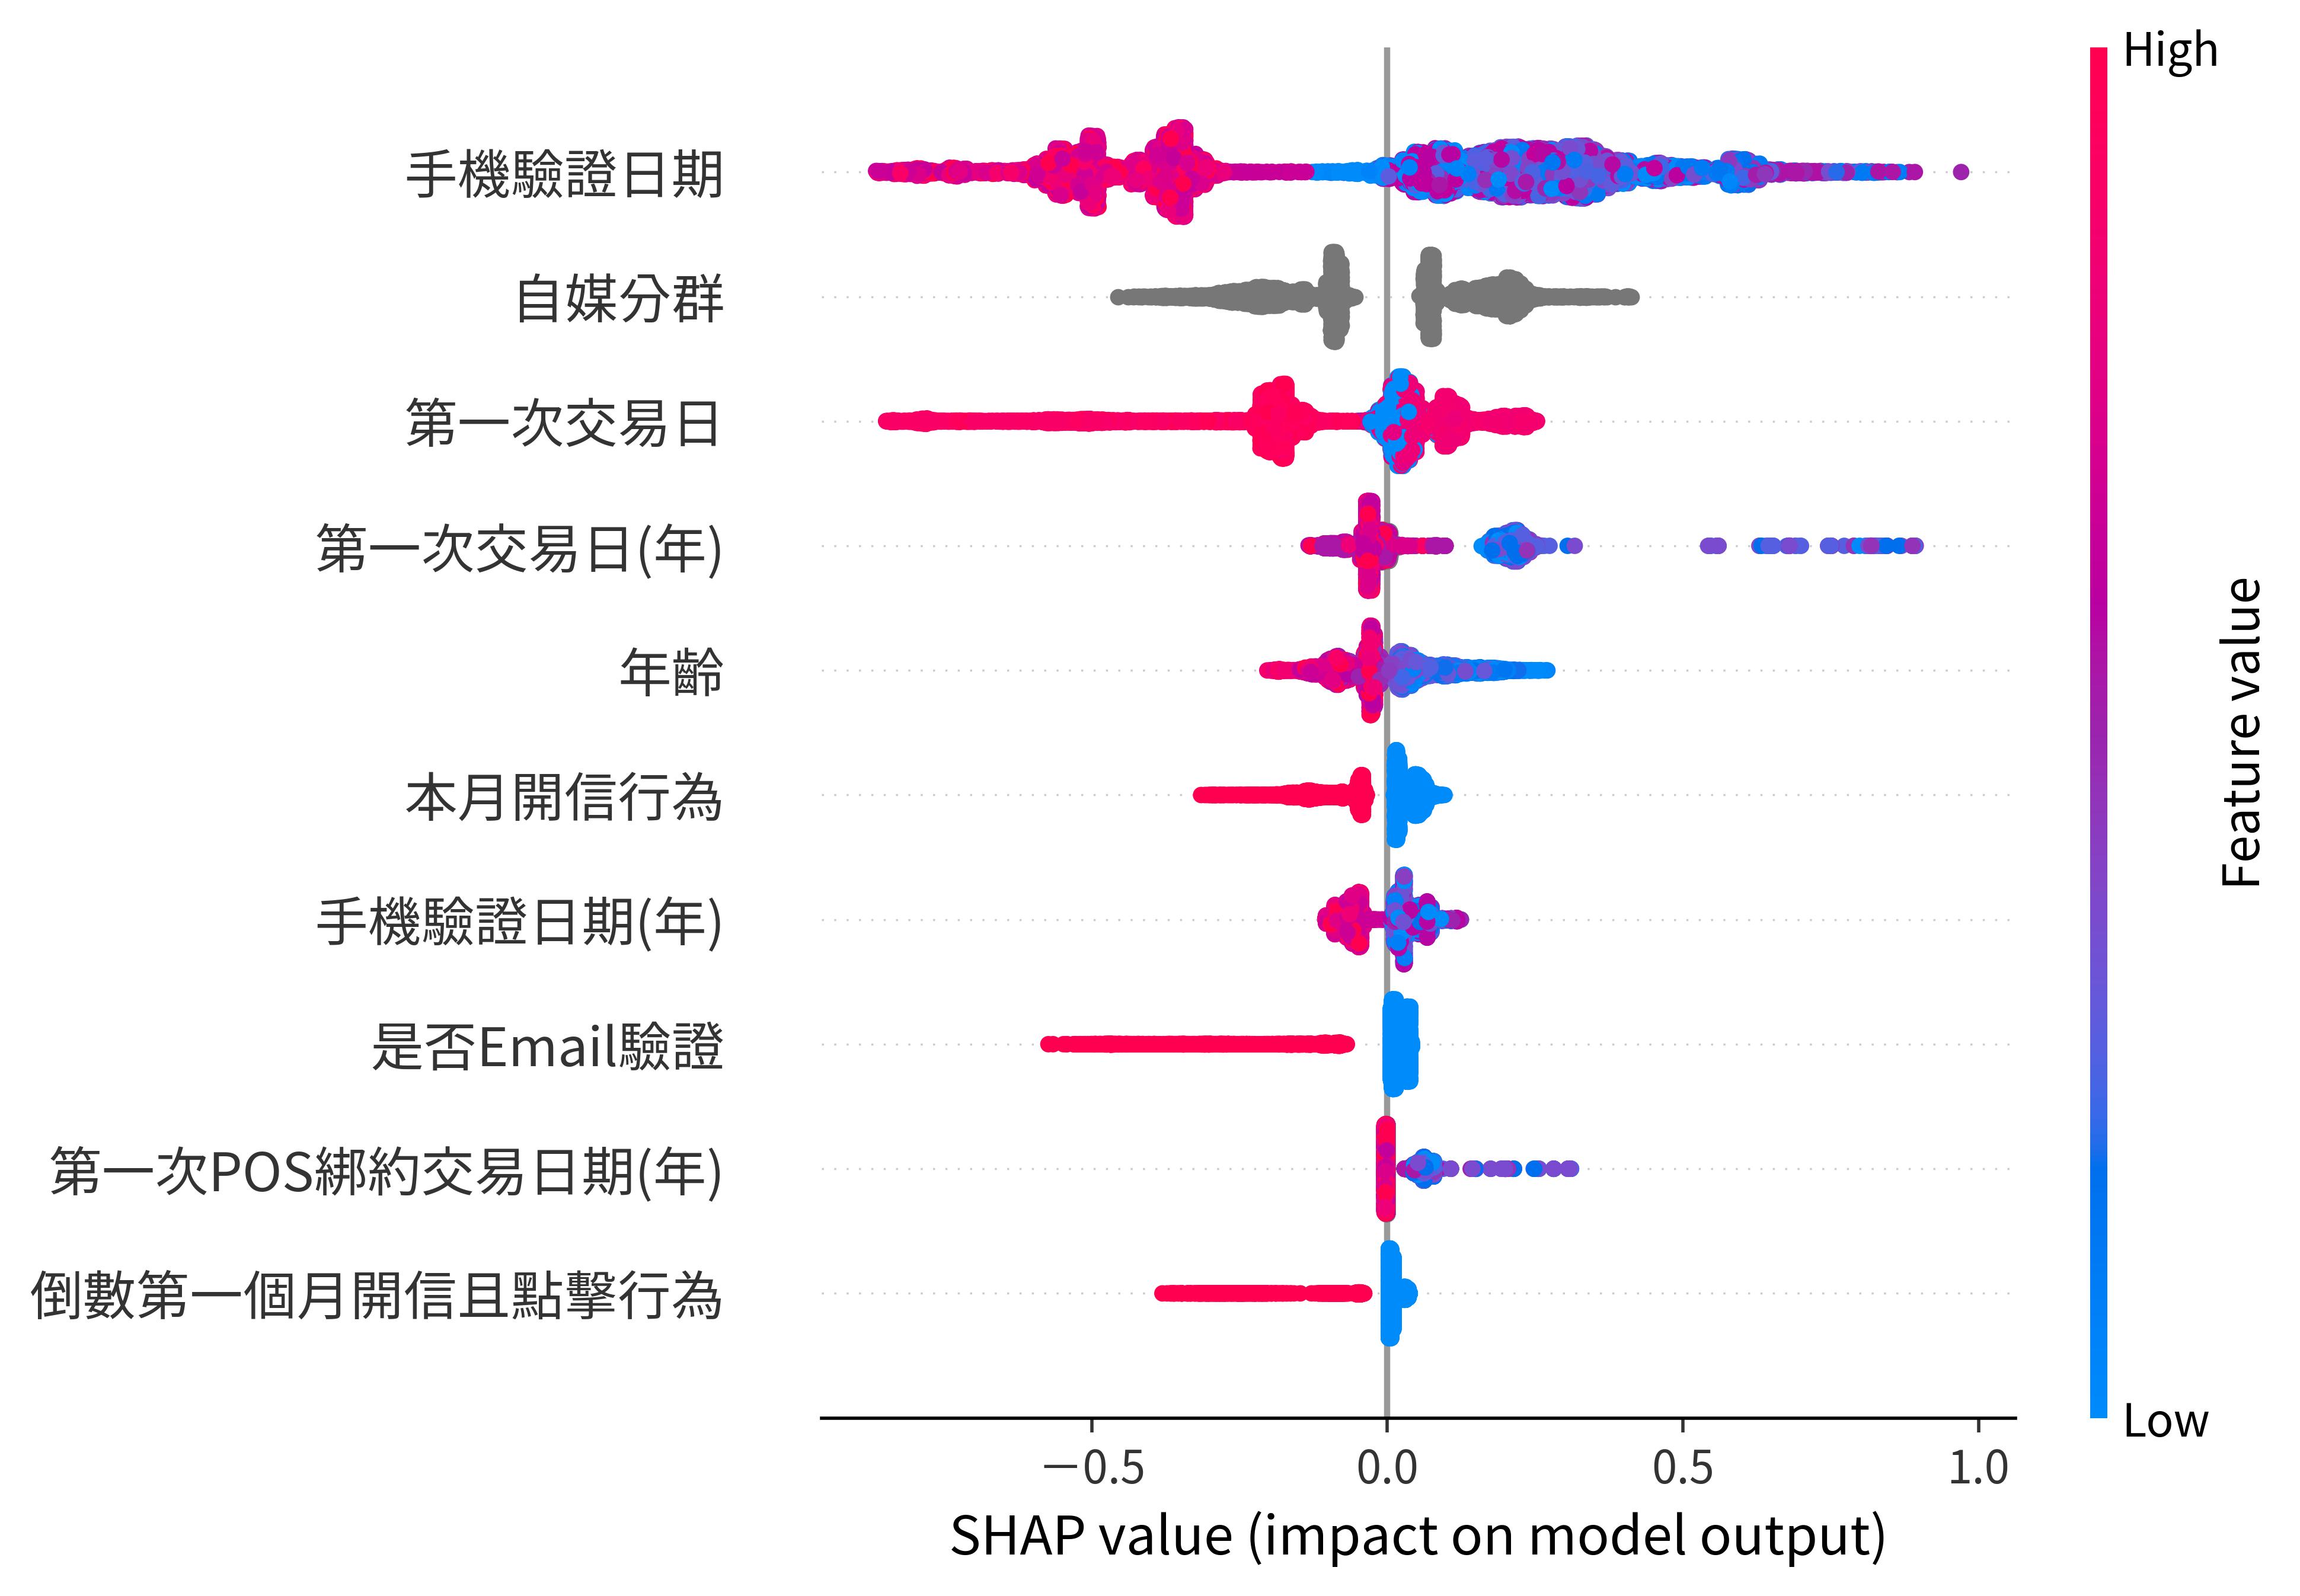 High
手機驗證日期
自媒分群
第一次交易日
第一次交易日(年)
年齡
本月開信行為
手機驗證日期(年)
是否Email驗證
第一次POS綁約交易日期(年)
倒數第一個月開信且點擊行為
Feature value
Low
−0.5 0.0 0.5 1.0
SHAP value (impact on model output)